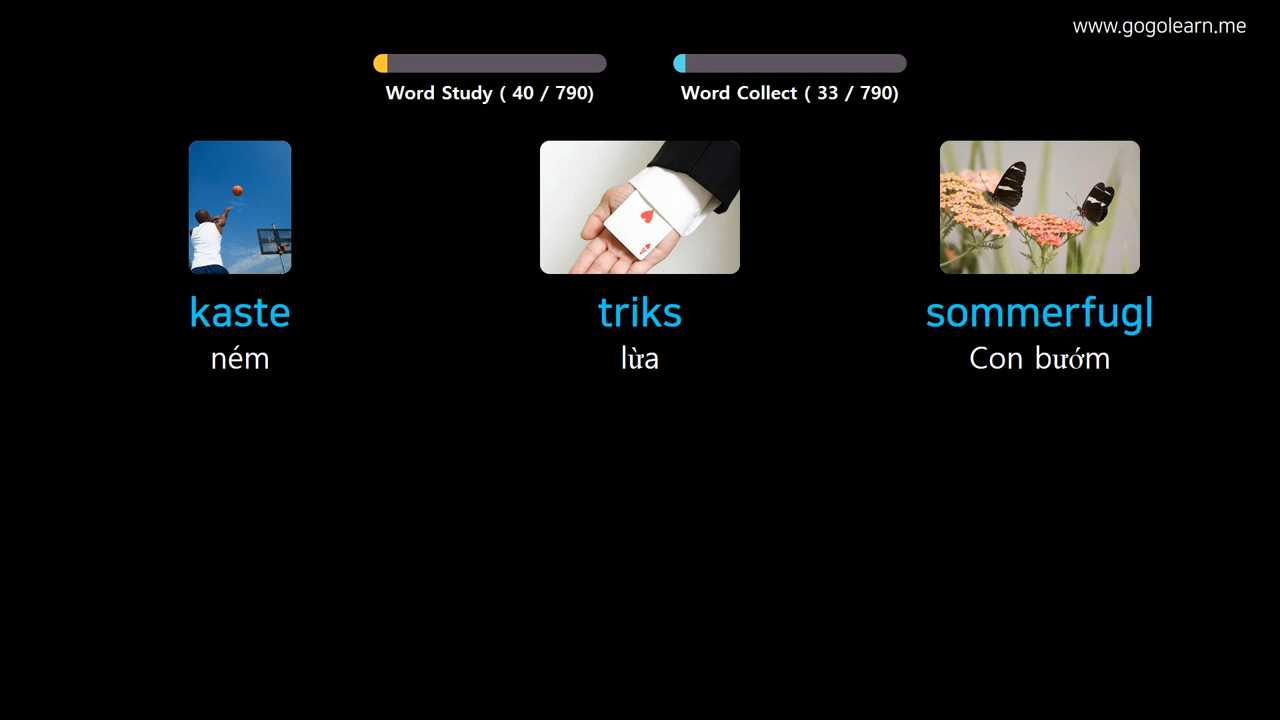 www.gogolearn.me
Word Study ( 40 / 790)
Word Collect ( 33 / 790)
kaste
triks
sommerfugl
ném
lừa
Con bướm